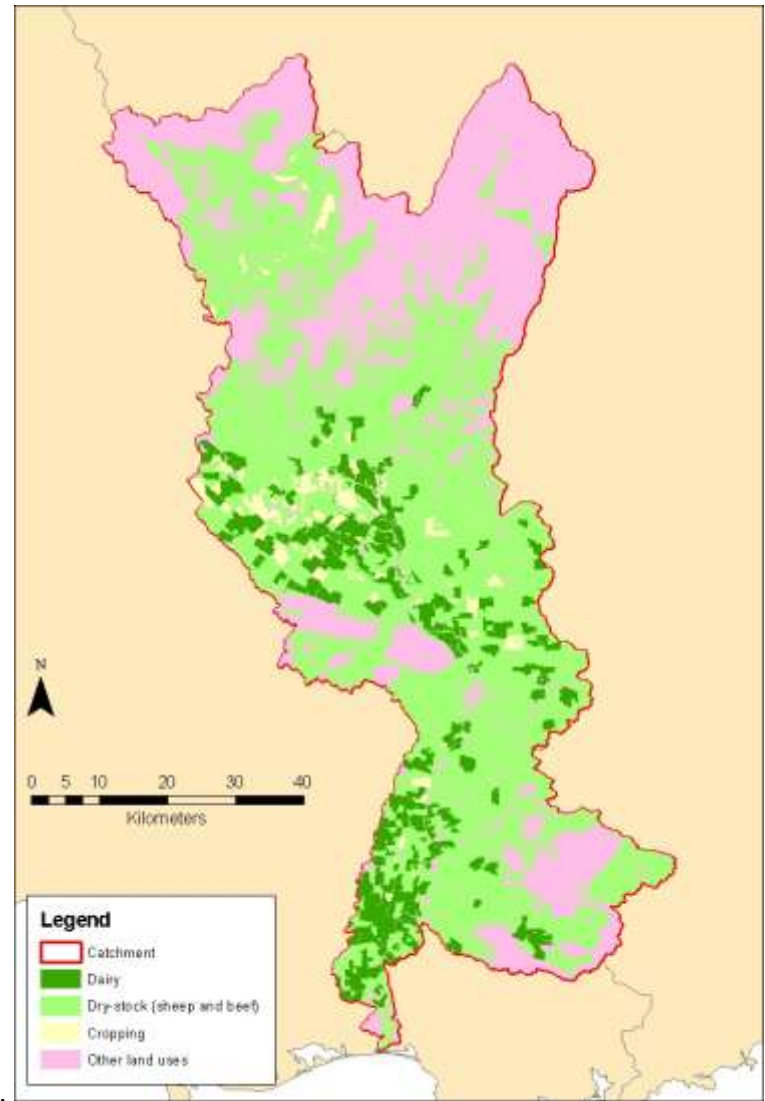 N
0 5 10 20 30 40
Kilometers
Legend
Catchment
Dairy
Dry-stock (sheep and beef)
Cropping
Other land uses
.